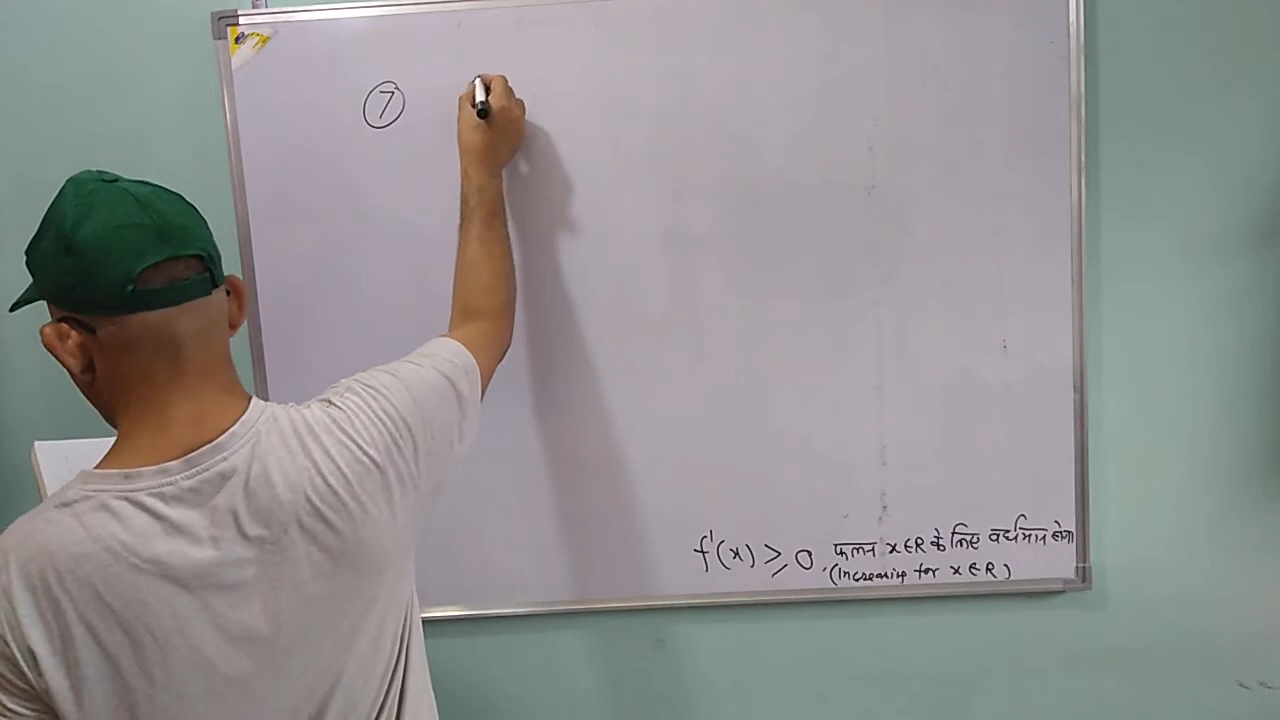 7
f'(x) ≥ 0, फलन x∈R के लिए वर्धमान होगा
(Increasing for x∈R)